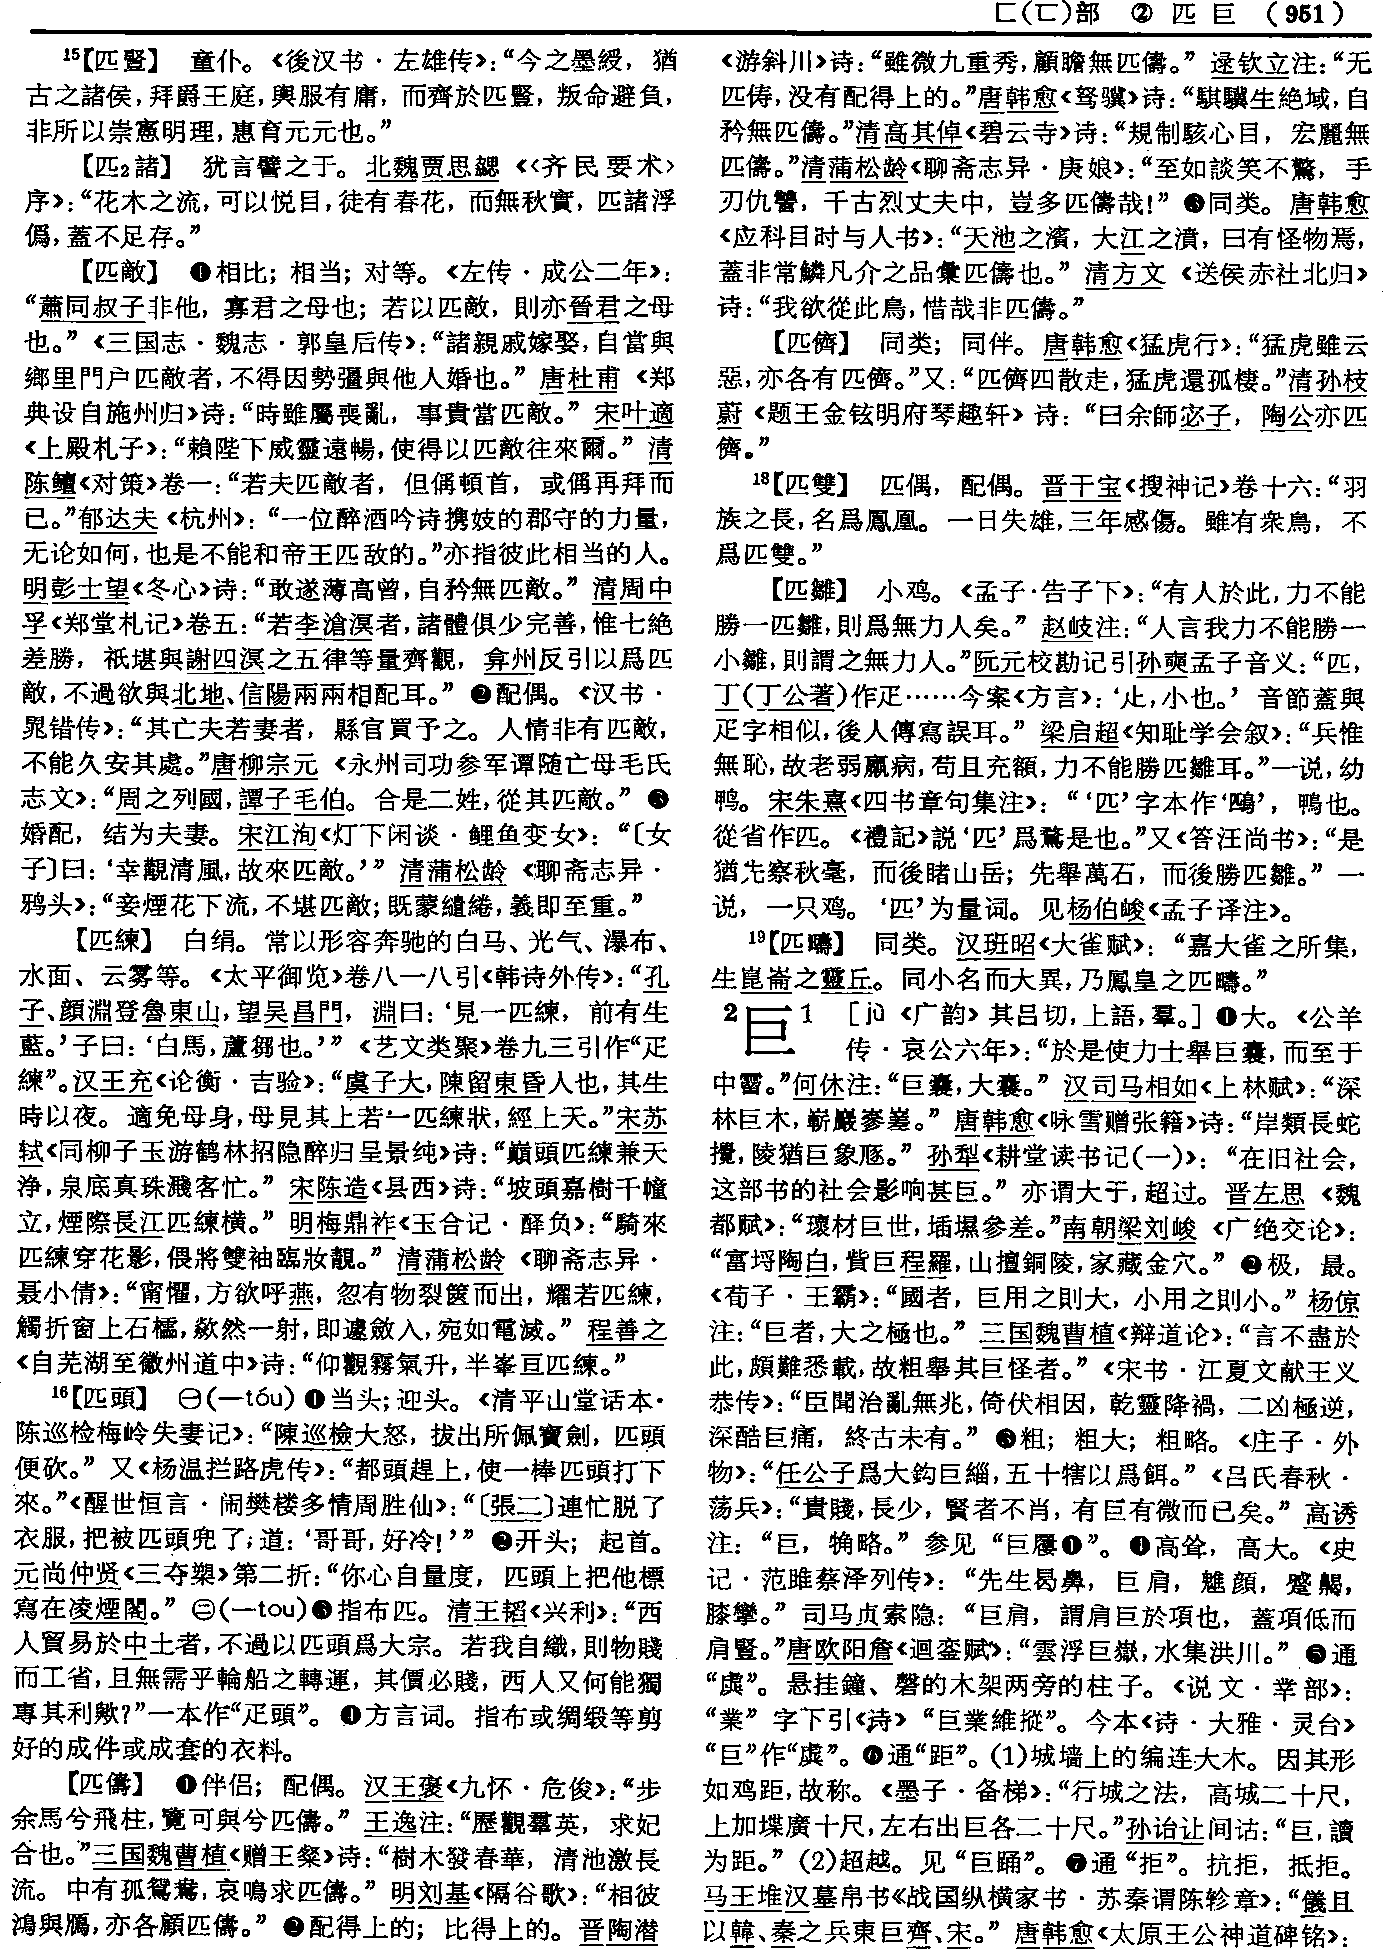 匚(匸)部 ② 匹 巨 (951)
15【匹豎】 童仆。《後汉书·左雄传》：“今之墨綬，猶
古之諸侯，拜爵王庭，輿服有庸，而齊於匹豎，叛命避負，
非所以崇憲明理，惠育元元也。”
【匹2諸】 犹言譬之于。北魏贾思勰《〈齐民要术〉
序》：“花木之流，可以悦目，徒有春花，而無秋實，匹諸浮
僞，蓋不足存。”
【匹敵】 ❶相比；相当；对等。《左传·成公二年》：
“蕭同叔子非他，寡君之母也；若以匹敵，則亦晉君之母
也。”《三国志·魏志·郭皇后传》：“諸親戚嫁娶，自當與
鄉里門户匹敵者，不得因勢彊與他人婚也。”唐杜甫《郑
典设自施州归》诗：“時雖屬喪亂，事貴當匹敵。”宋叶適
《上殿札子》：“賴陛下威靈遠暢，使得以匹敵往來爾。”清
陈鱣《对策》卷一：“若夫匹敵者，但偁頓首，或偁再拜而
已。”郁达夫《杭州》：“一位醉酒吟诗携妓的郡守的力量，
无论如何，也是不能和帝王匹敌的。”亦指彼此相当的人。
明彭士望《冬心》诗：“敢遂薄高曾，自矜無匹敵。”清周中
孚《郑堂札记》卷五：“若李滄溟者，諸體俱少完善，惟七絶
差勝，祇堪與謝四溟之五律等量齊觀，弇州反引以爲匹
敵，不過欲與北地、信陽兩兩相配耳。”❷配偶。《汉书·
晁错传》：“其亡夫若妻者，縣官買予之。人情非有匹敵，
不能久安其處。”唐柳宗元《永州司功参军谭随亡母毛氏
志文》：“周之列國，譚子毛伯。合是二姓，從其匹敵。”❸
婚配，结为夫妻。宋江洵《灯下闲谈·鲤鱼变女》：“〔女
子〕曰：‘幸觀清風，故來匹敵。’”清蒲松龄《聊斋志异·
鸦头》：“妾煙花下流，不堪匹敵；既蒙繾綣，義即至重。”
【匹練】 白绢。常以形容奔驰的白马、光气、瀑布、
水面、云雾等。《太平御览》卷八一八引《韩诗外传》：“孔
子、顔淵登魯東山，望吴昌門，淵曰：‘見一匹練，前有生
藍。’子曰：‘白馬，蘆芻也。’”《艺文类聚》卷九三引作“疋
練”。汉王充《论衡·吉验》：“虞子大，陳留東昏人也，其生
時以夜。適免母身，母見其上若一匹練狀，經上天。”宋苏
轼《同柳子玉游鹤林招隐醉归呈景纯》诗：“巔頭匹練兼天
净，泉底真珠濺客忙。”宋陈造《县西》诗：“坡頭嘉樹千幢
立，煙際長江匹練横。”明梅鼎祚《玉合记·醳负》：“騎來
匹練穿花影，偎將雙袖臨妝靚。”清蒲松龄《聊斋志异·
聂小倩》：“甯懼，方欲呼燕，忽有物裂篋而出，耀若匹練，
觸折窗上石櫺，欻然一射，即遽斂入，宛如電滅。”程善之
《自芜湖至徽州道中》诗：“仰觀霧氣升，半峯亘匹練。”
16【匹頭】 ㊀(—tóu)❶当头；迎头。《清平山堂话本·
陈巡检梅岭失妻记》：“陳巡檢大怒，拔出所佩寶劍，匹頭
便砍。”又《杨温拦路虎传》：“都頭趕上，使一棒匹頭打下
來。”《醒世恒言·闹樊楼多情周胜仙》：“〔張二〕連忙脱了
衣服，把被匹頭兜了；道：‘哥哥，好冷！’”❷开头；起首。
元尚仲贤《三夺槊》第二折：“你心自量度，匹頭上把他標
寫在凌煙閣。”㊁(—tou)❸指布匹。清王韬《兴利》：“西
人貿易於中土者，不過以匹頭爲大宗。若我自織，則物賤
而工省，且無需乎輪船之轉運，其價必賤，西人又何能獨
專其利歟？”一本作“疋頭”。❹方言词。指布或绸缎等剪
好的成件或成套的衣料。
【匹儔】 ❶伴侣；配偶。汉王褒《九怀·危俊》：“步
余馬兮飛柱，覽可與兮匹儔。”王逸注：“歷觀羣英，求妃
合也。”三国魏曹植《赠王粲》诗：“樹木發春華，清池激長
流。中有孤鴛鴦，哀鳴求匹儔。”明刘基《隔谷歌》：“相彼
鴻與鴈，亦各顧匹儔。”❷配得上的；比得上的。晋陶潜
《游斜川》诗：“雖微九重秀，顧瞻無匹儔。”逯钦立注：“无
匹俦，没有配得上的。”唐韩愈《驽骥》诗：“騏驥生絶域，自
矜無匹儔。”清高其倬《碧云寺》诗：“規制駭心目，宏麗無
匹儔。”清蒲松龄《聊斋志异·庚娘》：“至如談笑不驚，手
刃仇讐，千古烈丈夫中，豈多匹儔哉！”❸同类。唐韩愈
《应科目时与人书》：“天池之濱，大江之濆，曰有怪物焉，
蓋非常鱗凡介之品彙匹儔也。”清方文《送侯赤社北归》
诗：“我欲從此鳥，惜哉非匹儔。”
【匹儕】 同类；同伴。唐韩愈《猛虎行》：“猛虎雖云
惡，亦各有匹儕。”又：“匹儕四散走，猛虎還孤棲。”清孙枝
蔚《题王金铉明府琴趣轩》诗：“曰余師宓子，陶公亦匹
儕。”
18【匹雙】 匹偶，配偶。晋干宝《搜神记》卷十六：“羽
族之長，名爲鳳凰。一日失雄，三年感傷。雖有衆鳥，不
爲匹雙。”
【匹雛】 小鸡。《孟子·告子下》：“有人於此，力不能
勝一匹雛，則爲無力人矣。”赵岐注：“人言我力不能勝一
小雛，則謂之無力人。”阮元校勘记引孙奭孟子音义：“匹，
丁（丁公著）作疋……今案《方言》：‘尐，小也。’音節蓋與
疋字相似，後人傳寫誤耳。”梁启超《知耻学会叙》：“兵惟
無恥，故老弱羸病，苟且充額，力不能勝匹雛耳。”一说，幼
鸭。宋朱熹《四书章句集注》：“‘匹’字本作‘鴄’，鴨也。
從省作匹。《禮記》説‘匹’爲鶩是也。”又《答汪尚书》：“是
猶先察秋毫，而後睹山岳；先舉萬石，而後勝匹雛。”一
说，一只鸡。‘匹’为量词。见杨伯峻《孟子译注》。
19【匹疇】 同类。汉班昭《大雀赋》：“嘉大雀之所集，
生崑崙之靈丘。同小名而大異，乃鳳皇之匹疇。”
2巨1 ［jù《广韵》其吕切，上語，羣。］❶大。《公羊
传·哀公六年》：“於是使力士舉巨囊，而至于
中霤。”何休注：“巨囊，大囊。”汉司马相如《上林赋》：“深
林巨木，嶄巖嵾嵳。”唐韩愈《咏雪赠张籍》诗：“岸類長蛇
攪，陵猶巨象豗。”孙犁《耕堂读书记（一）》：“在旧社会，
这部书的社会影响甚巨。”亦谓大于，超过。晋左思《魏
都赋》：“瓌材巨世，㙮㙷參差。”南朝梁刘峻《广绝交论》：
“富埒陶白，貲巨程羅，山擅銅陵，家藏金穴。”❷极，最。
《荀子·王霸》：“國者，巨用之則大，小用之則小。”杨倞
注：“巨者，大之極也。”三国魏曹植《辩道论》：“言不盡於
此，頗難悉載，故粗舉其巨怪者。”《宋书·江夏文献王义
恭传》：“臣聞治亂無兆，倚伏相因，乾靈降禍，二凶極逆，
深酷巨痛，終古未有。”❸粗；粗大；粗略。《庄子·外
物》：“任公子爲大鈎巨緇，五十犗以爲餌。”《吕氏春秋·
荡兵》：“貴賤，長少，賢者不肖，有巨有微而已矣。”高诱
注：“巨，觕略。”参见“巨屨❶”。❹高耸，高大。《史
记·范雎蔡泽列传》：“先生曷鼻，巨肩，魋顔，蹙齃，
膝攣。”司马贞索隐：“巨肩，謂肩巨於項也，蓋項低而
肩豎。”唐欧阳詹《迴銮赋》：“雲浮巨嶽，水集洪川。”❺通
“虡”。悬挂鐘、磬的木架两旁的柱子。《说文·丵部》：
“業”字下引《诗》“巨業維摐”。今本《诗·大雅·灵台》
“巨”作“虡”。❻通“距”。(1)城墙上的编连大木。因其形
如鸡距，故称。《墨子·备梯》：“行城之法，高城二十尺，
上加堞廣十尺，左右出巨各二十尺。”孙诒让间诂：“巨，讀
为距。”(2)超越。见“巨踊”。❼通“拒”。抗拒，抵拒。
马王堆汉墓帛书《战国纵横家书·苏秦谓陈轸章》：“儀且
以韓、秦之兵東巨齊、宋。”唐韩愈《太原王公神道碑铭》：